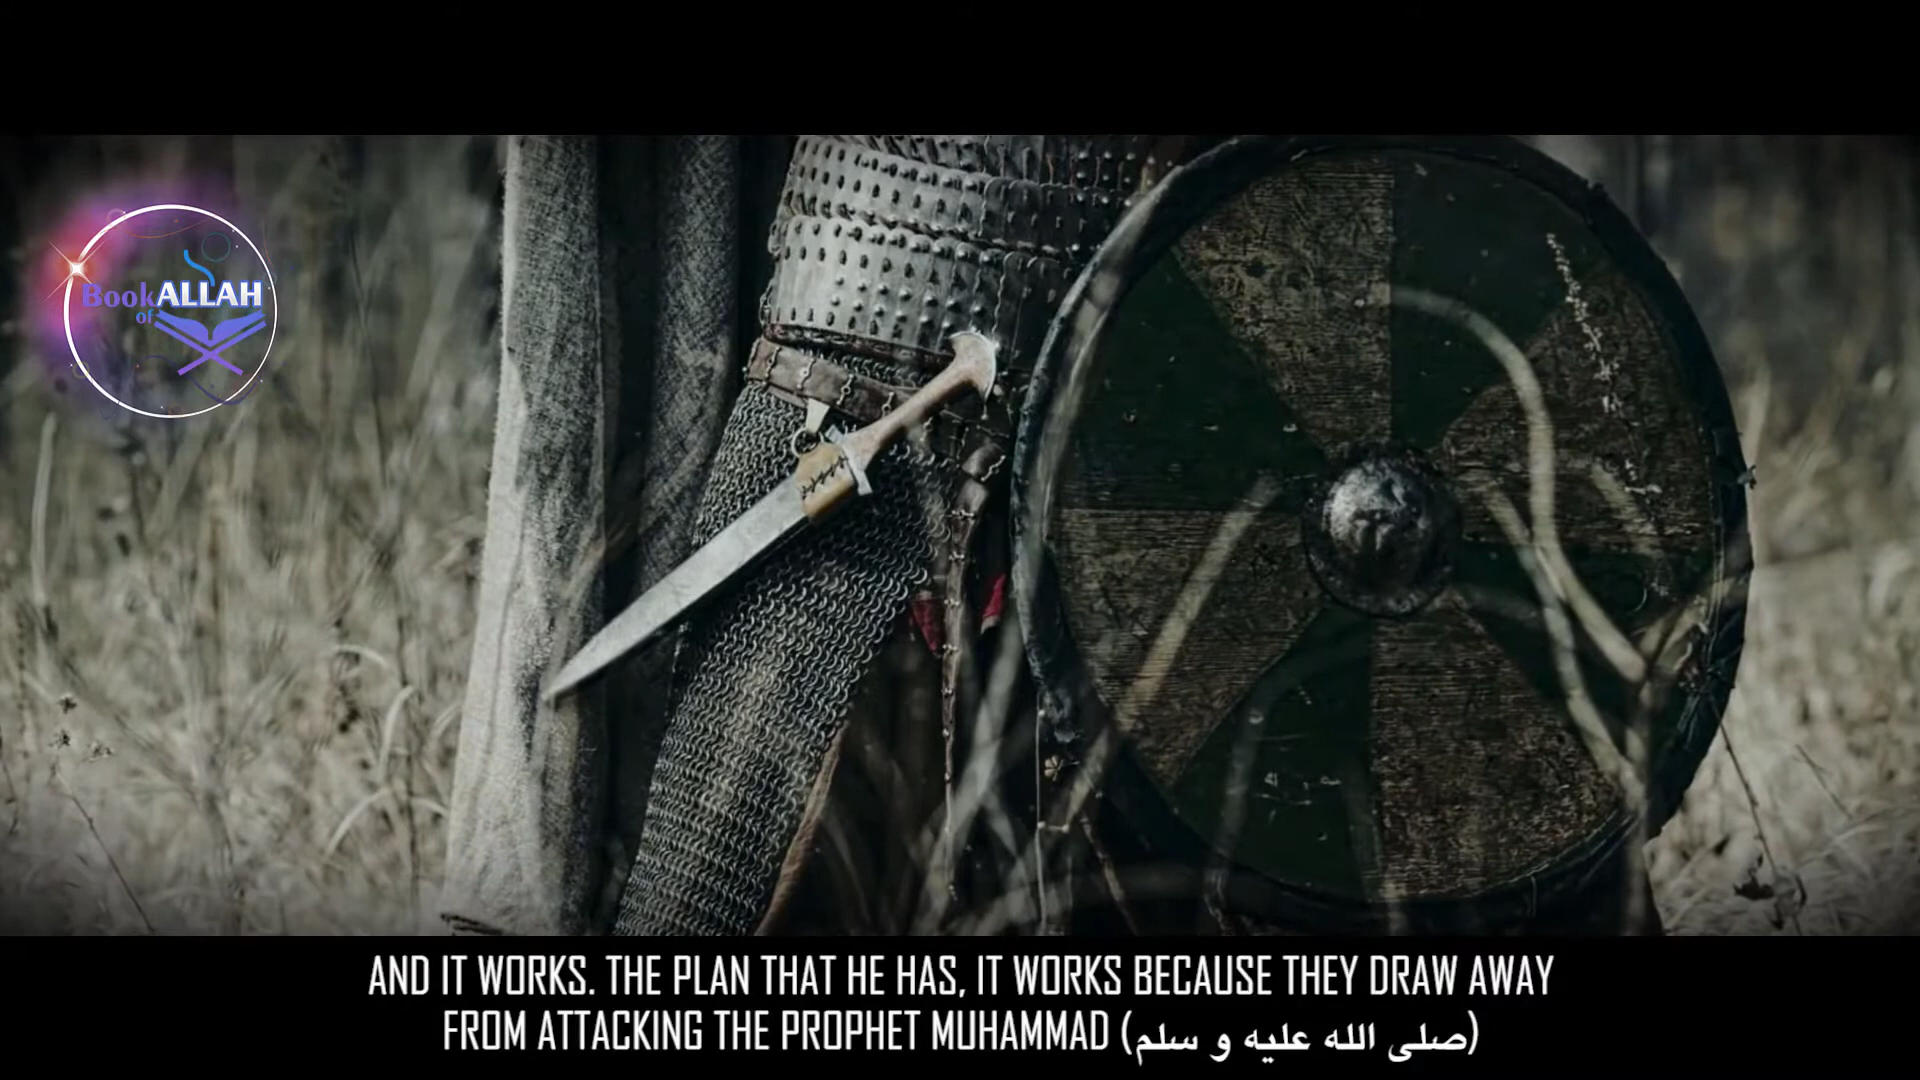 BookALLAH
of
AND IT WORKS. THE PLAN THAT HE HAS, IT WORKS BECAUSE THEY DRAW AWAY
FROM ATTACKING THE PROPHET MUHAMMAD (صلى الله عليه و سلم)